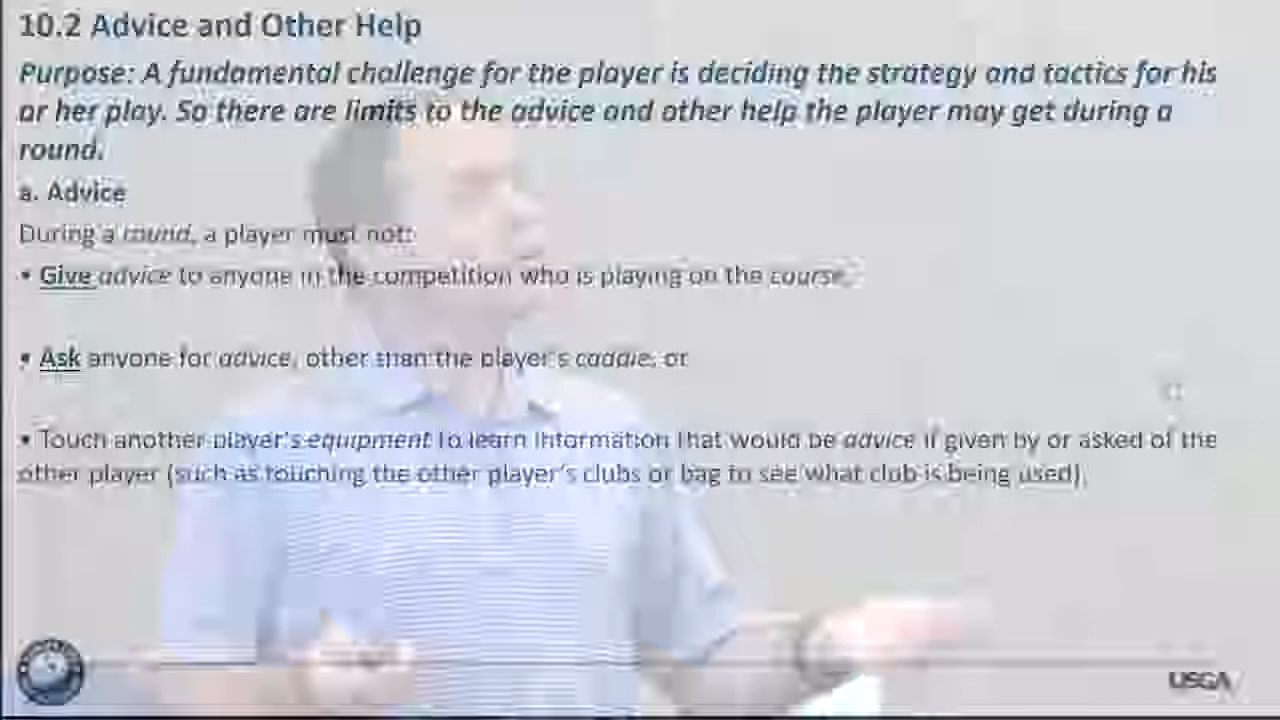 10.2 Advice and Other Help
Purpose: A fundamental challenge for the player is deciding the strategy and tactics for his
or her play. So there are limits to the advice and other help the player may get during a
round.
a. Advice
During a round, a player must not:
• Give advice to anyone in the competition who is playing on the course,
• Ask anyone for advice, other than the player's caddie, or
• Touch another player's equipment to learn information that would be advice if given by or asked of the
other player (such as touching the other player's clubs or bag to see what club is being used).
USGA